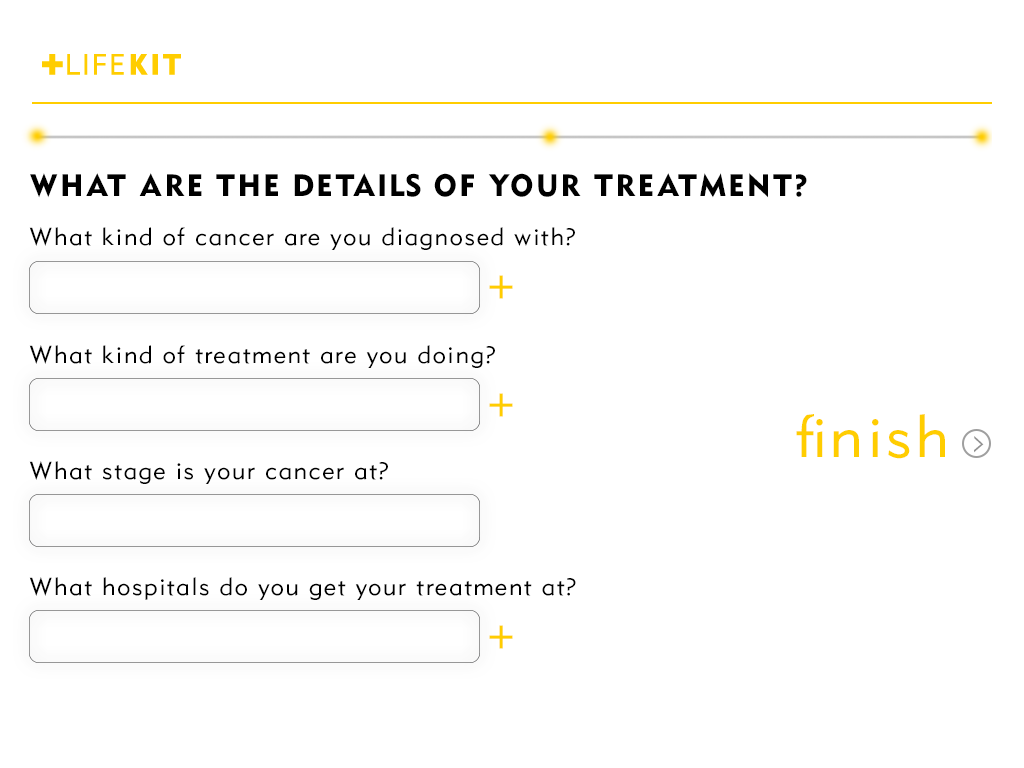 +LIFEKIT
WHAT ARE THE DETAILS OF YOUR TREATMENT?
What kind of cancer are you diagnosed with?
+
What kind of treatment are you doing?
+
finish
What stage is your cancer at?
What hospitals do you get your treatment at?
+